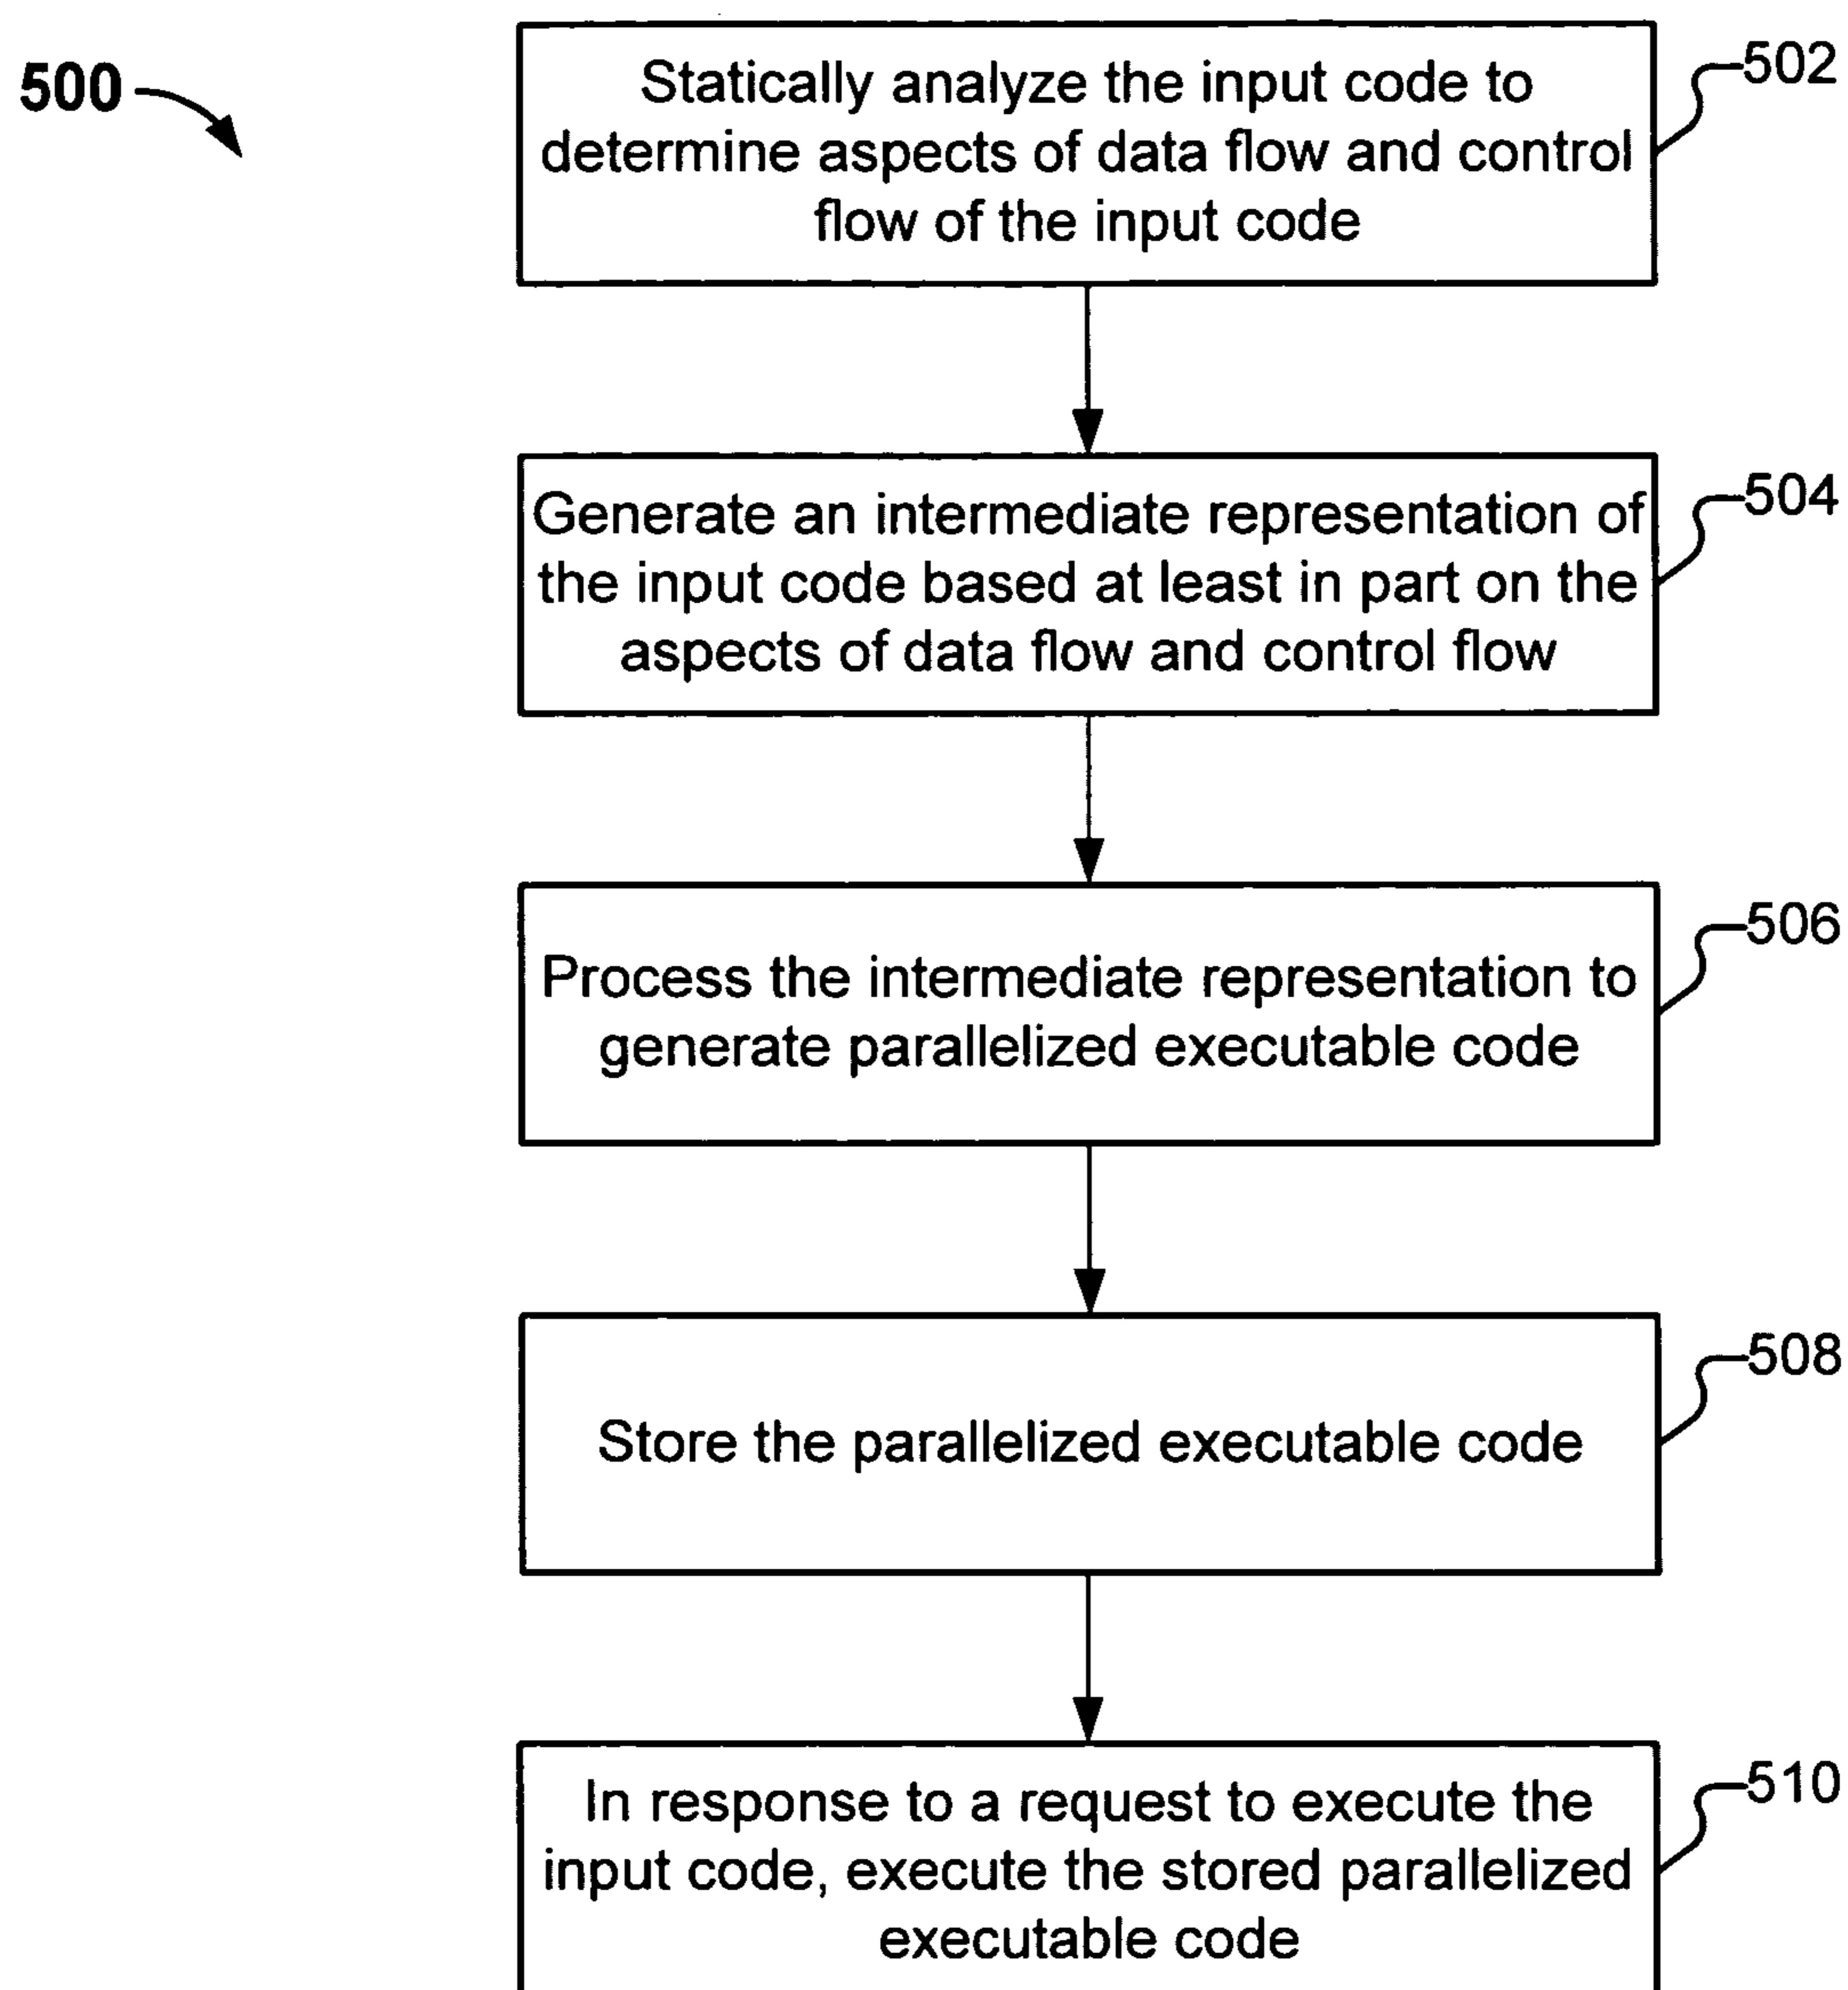 500
Statically analyze the input code to
determine aspects of data flow and control
flow of the input code
502
Generate an intermediate representation of
the input code based at least in part on the
aspects of data flow and control flow
504
Process the intermediate representation to
generate parallelized executable code
506
Store the parallelized executable code
508
In response to a request to execute the
input code, execute the stored parallelized
executable code
510